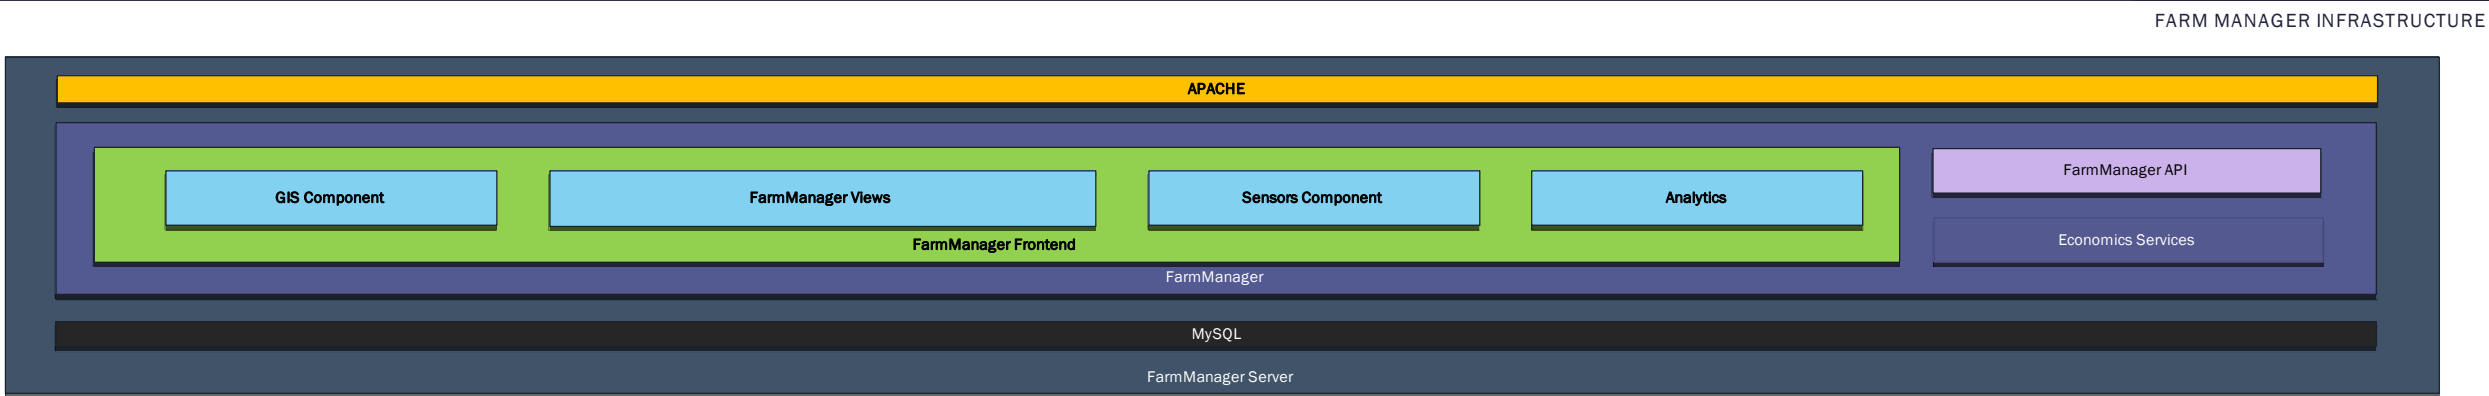 FARM MANAGER INFRASTRUCTURE
APACHE
GIS Component
FarmManager Views
Sensors Component
Analytics
FarmManager Frontend
FarmManager API
Economics Services
FarmManager
MySQL
FarmManager Server